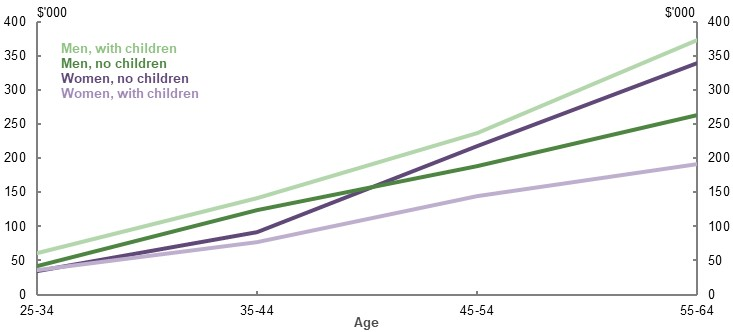 $'000 $'000
400 400
Men, with children
350 350
Men, no children
300 Women, no children 300
Women, with children
250 250
200 200
150 150
100 100
50 50
0 0
25-34 35-44 45-54 55-64
Age